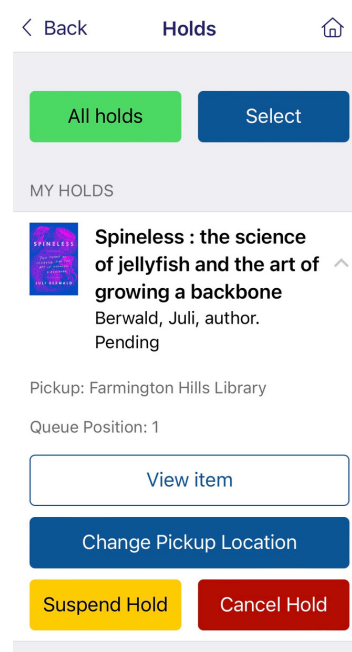 Back Holds
All holds Select
MY HOLDS
SPINELESS
JULI BERWALD
Spineless : the science
of jellyfish and the art of
growing a backbone
Berwald, Juli, author.
Pending
Pickup: Farmington Hills Library
Queue Position: 1
View item
Change Pickup Location
Suspend Hold Cancel Hold